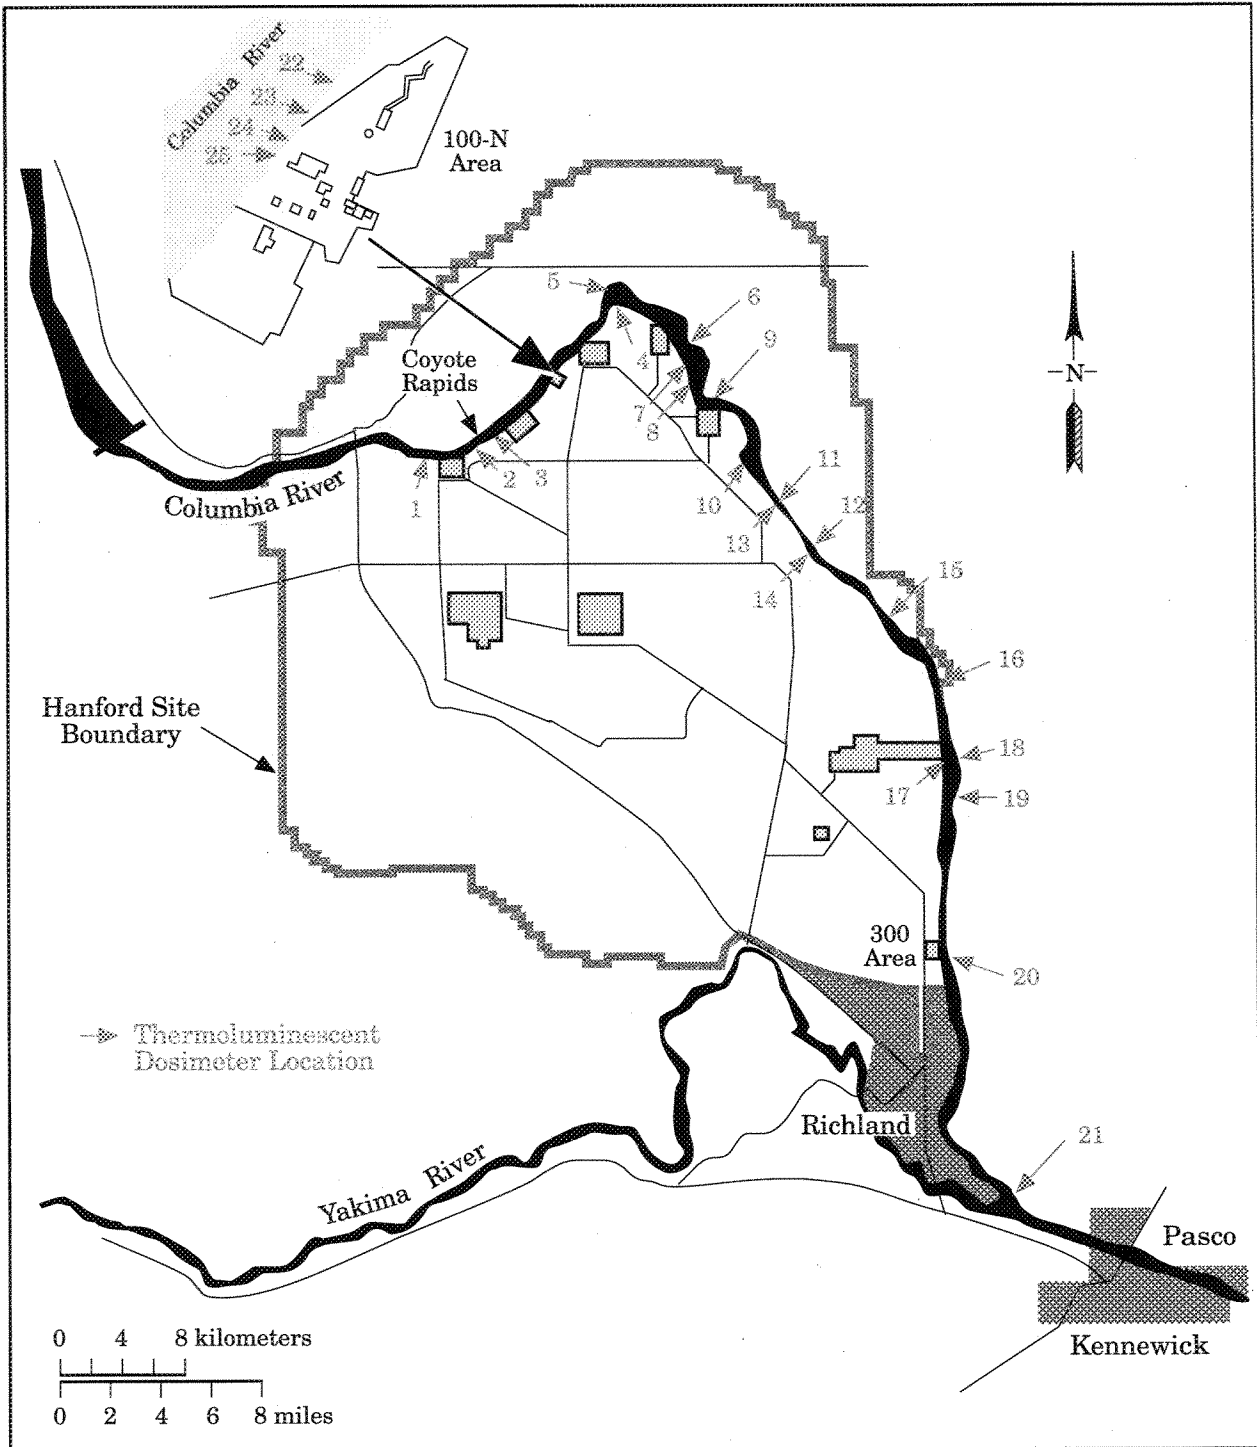 Columbia River
22
23
24
25
100-N
Area
5
6
4
9
Coyote
Rapids
7
8
N
Columbia River
1
2
3
10
11
12
13
14
15
16
Hanford Site
Boundary
18
17
19
300
Area
20
Thermoluminescent
Dosimeter Location
Richland
21
Yakima River
Pasco
Kennewick
0 4 8 kilometers
0 2 4 6 8 miles